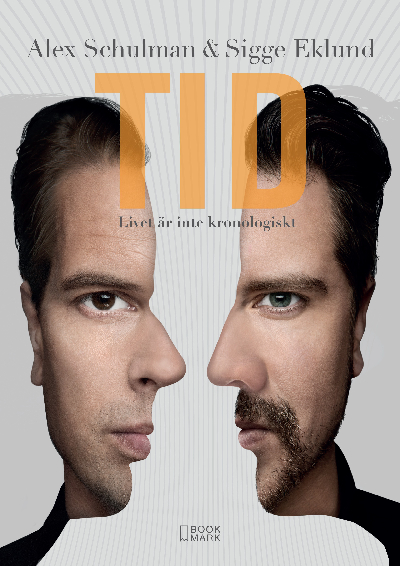 Alex Schulman & Sigge Eklund
TID
Livet är inte kronologiskt
BOOK
MARK